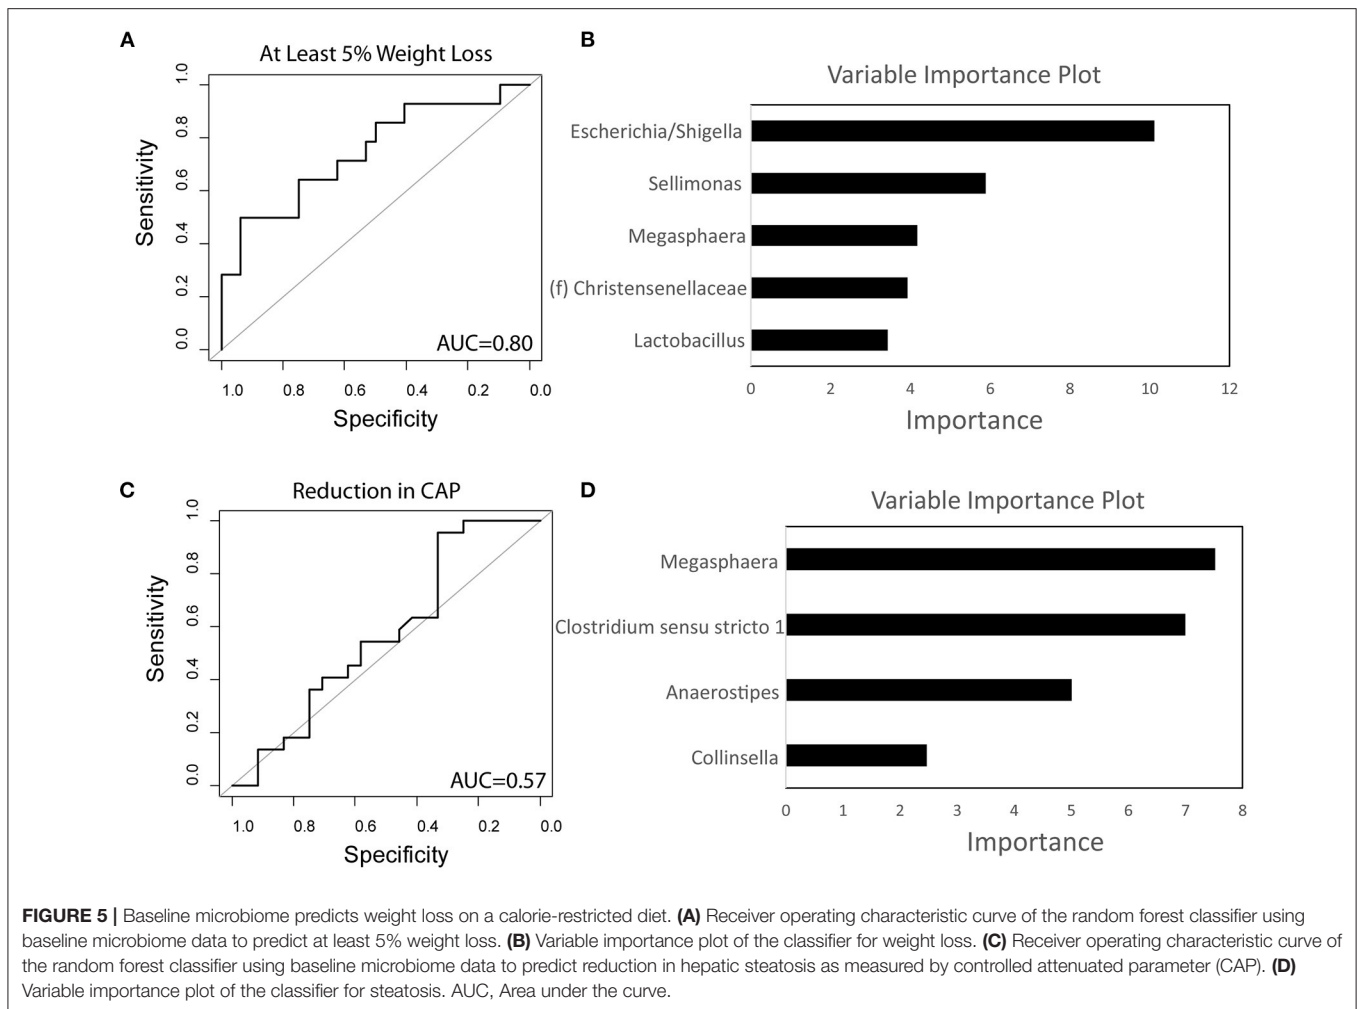 A
At Least 5% Weight Loss
1.0
0.8
0.6
0.4
0.2
0.0
Sensitivity
AUC=0.80
1.0 0.8 0.6 0.4 0.2 0.0
Specificity
B
Variable Importance Plot
Escherichia/Shigella
Sellimonas
Megasphaera
(f) Christensenellaceae
Lactobacillus
0 2 4 6 8 10 12
Importance
C
Reduction in CAP
1.0
0.8
0.6
0.4
0.2
0.0
Sensitivity
AUC=0.57
1.0 0.8 0.6 0.4 0.2 0.0
Specificity
D
Variable Importance Plot
Megasphaera
Clostridium sensu stricto 1
Anaerostipes
Collinsella
0 1 2 3 4 5 6 7 8
Importance
FIGURE 5 | Baseline microbiome predicts weight loss on a calorie-restricted diet. (A) Receiver operating characteristic curve of the random forest classifier using
baseline microbiome data to predict at least 5% weight loss. (B) Variable importance plot of the classifier for weight loss. (C) Receiver operating characteristic curve of
the random forest classifier using baseline microbiome data to predict reduction in hepatic steatosis as measured by controlled attenuated parameter (CAP). (D)
Variable importance plot of the classifier for steatosis. AUC, Area under the curve.